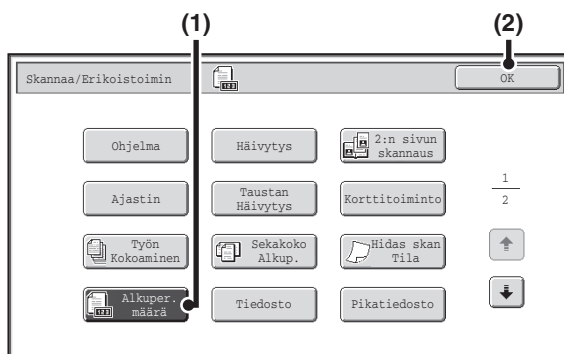 (1)
(2)
Skannaa/Erikoistoimin
OK
Ohjelma
Häivytys
2:n sivun
skannaus
Ajastin
Taustan
Häivytys
Korttitoiminto
1
2
Työn
Kokoaminen
Sekakoko
Alkup.
Hidas skan
Tila
Alkuper.
määrä
Tiedosto
Pikatiedosto